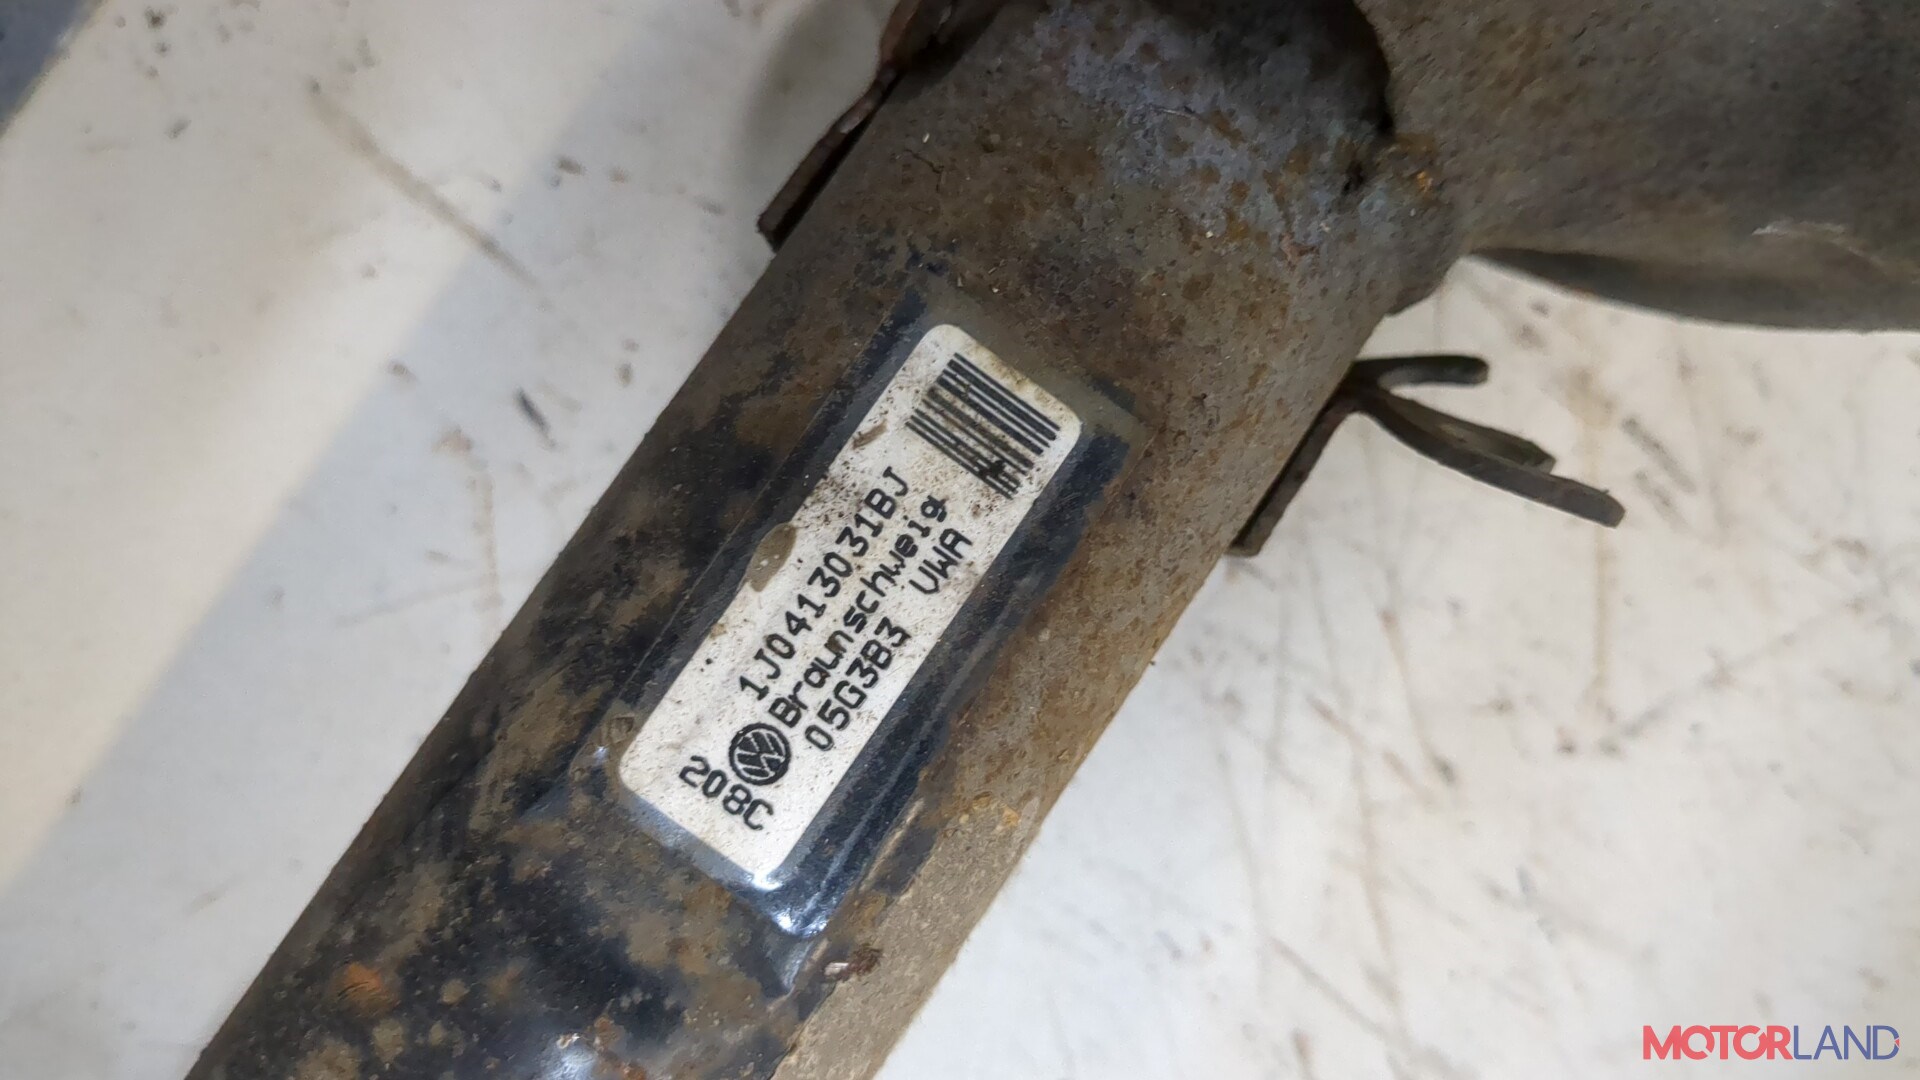 1J0413031BJ
Braunschweig
05G3B3 VWA
208C
MOTORLAND